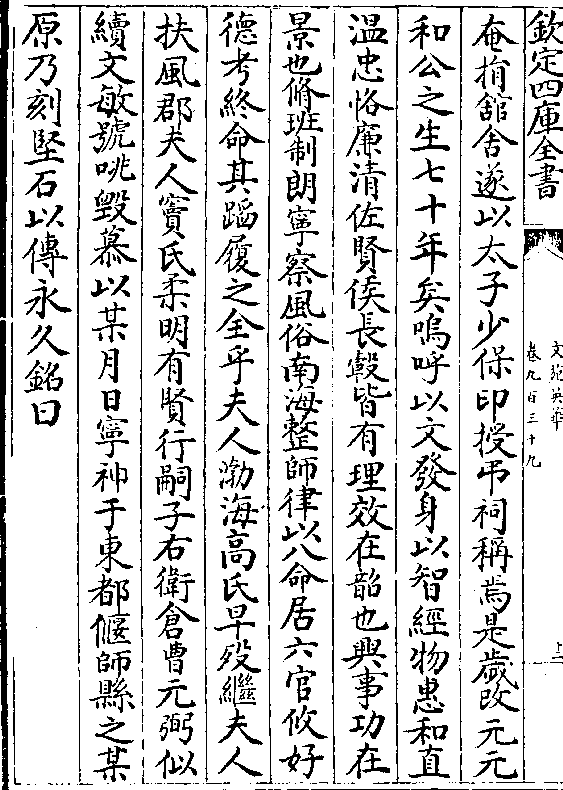 欽定四庫全書
文苑英華
卷九百三十九
奄捐舘舍遂以太子少保印授弔祠稱焉是歲改元元
和公之生七十年矣嗚呼以文發身以智經物惠和直
温忠恪廉清佐賢侯長轂皆有理效在韶也興事功在
景也脩班制朗寧察風俗南海整師律以八命居六官攸好
德考終命其蹈履之全乎夫人渤海高氏早殁繼夫人
扶風郡夫人竇氏柔明有賢行嗣子右衛倉曹元弼似
續文敏號咷毀慕以某月日寧神于東都偃師縣之某
原乃刻堅石以傳永久銘曰